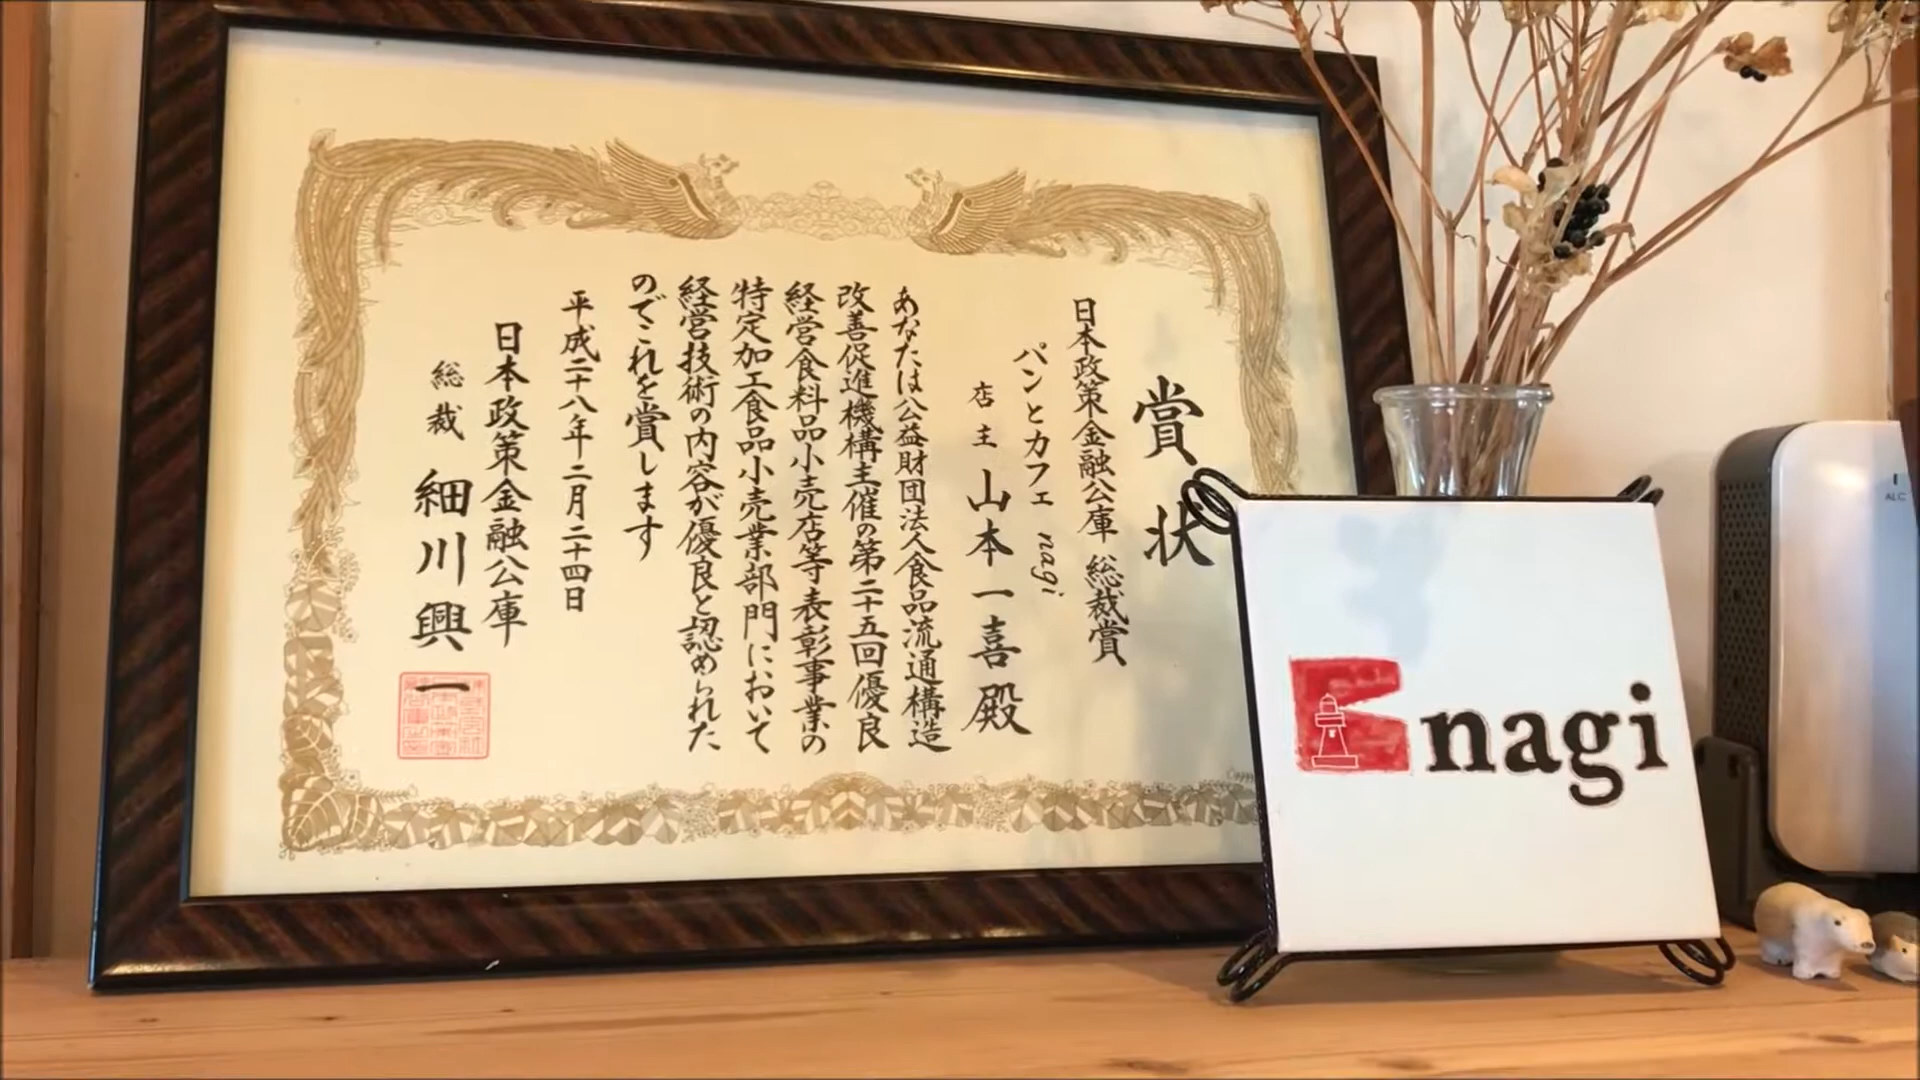 賞状
日本政策金融公庫 総裁賞
パンとカフェ nagi
店主 山本一喜殿
あなたは公益財団法人食品流通構造
改善促進機構主催の第二十五回優良
経営食料品小売店等表彰事業の
特定加工食品小売業部門において
経営技術の内容が優良と認められた
のでこれを賞します
平成二十八年二月二十四日
日本政策金融公庫
総裁 細川興一
nagi
ALC